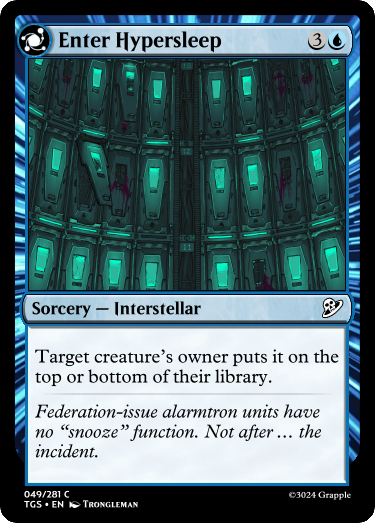 Enter Hypersleep 3
Sorcery — Interstellar
Target creature's owner puts it on the
top or bottom of their library.
Federation-issue alarmtron units have
no “snooze” function. Not after … the
incident.
049/281 C
TGS • EN Trongleman
©3024 Grapple